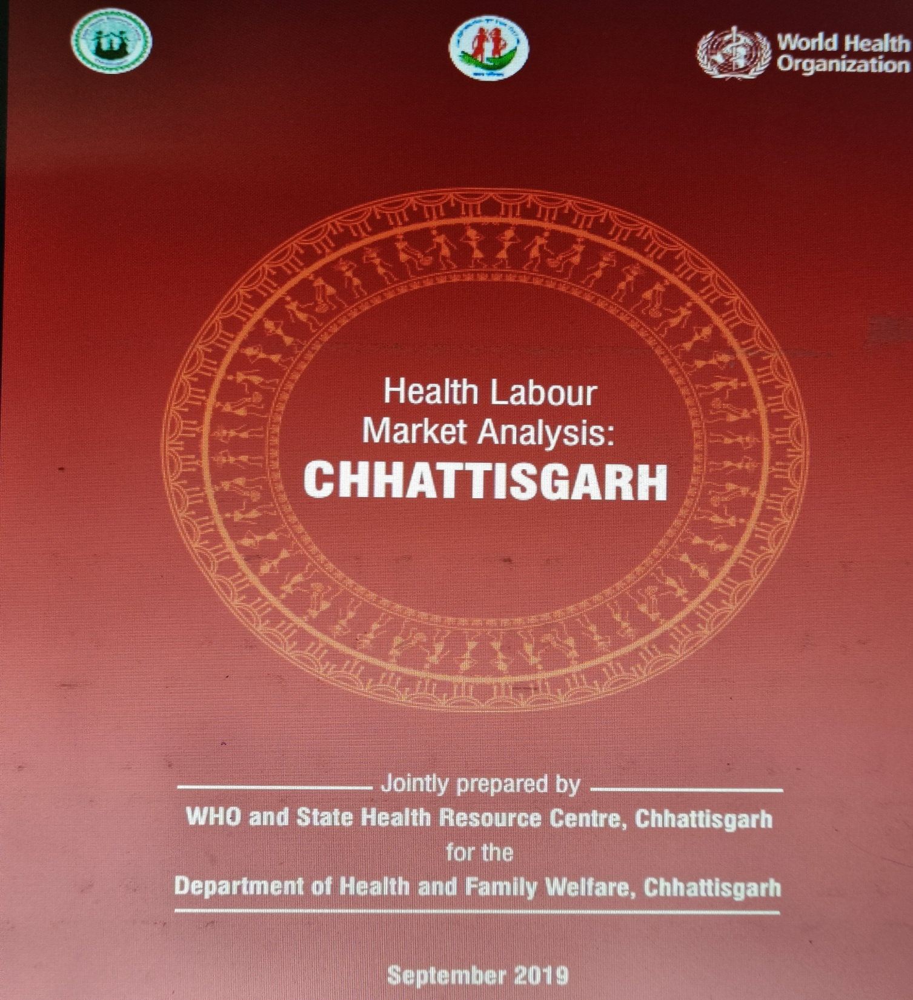 World Health
Organization
Health Labour
Market Analysis:
CHHATTISGARH
Jointly prepared by
WHO and State Health Resource Centre, Chhattisgarh
for the
Department of Health and Family Welfare, Chhattisgarh
September 2019